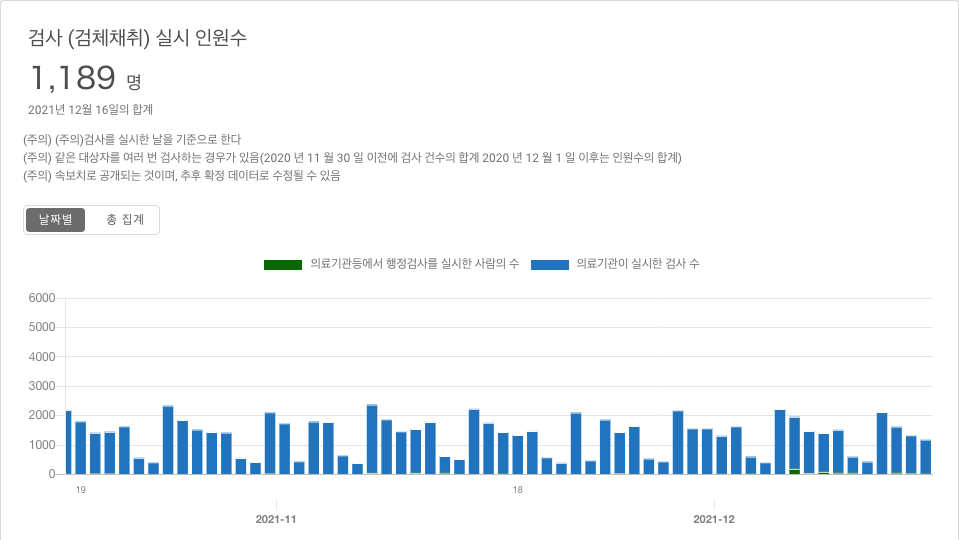 검사 (검체채취) 실시 인원수
1,189 명
2021년 12월 16일의 합계
(주의) (주의)검사를 실시한 날을 기준으로 한다
(주의) 같은 대상자를 여러 번 검사하는 경우가 있음(2020 년 11 월 30 일 이전에 검사 건수의 합계 2020 년 12 월 1 일 이후는 인원수의 합계)
(주의) 속보치로 공개되는 것이며, 추후 확정 데이터로 수정될 수 있음
날짜별 총 집계
의료기관등에서 행정검사를 실시한 사람의 수 의료기관이 실시한 검사 수
6000
5000
4000
3000
2000
1000
0
19 18
2021-11 2021-12